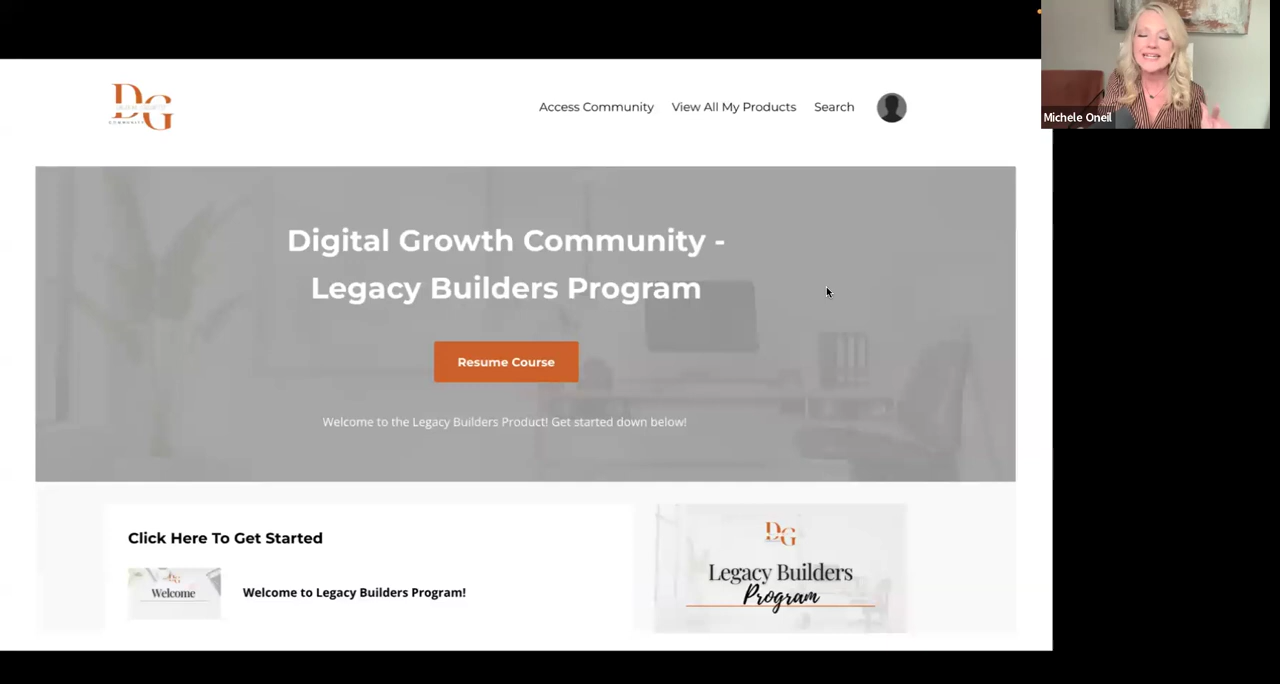 DG
COMMUNITY
Access Community
View All My Products
Search
Michele Oneil
Digital Growth Community -
Legacy Builders Program
Resume Course
Welcome to the Legacy Builders Product! Get started down below!
Click Here To Get Started
DG
Welcome
Welcome to Legacy Builders Program!
DG
Legacy Builders
Program